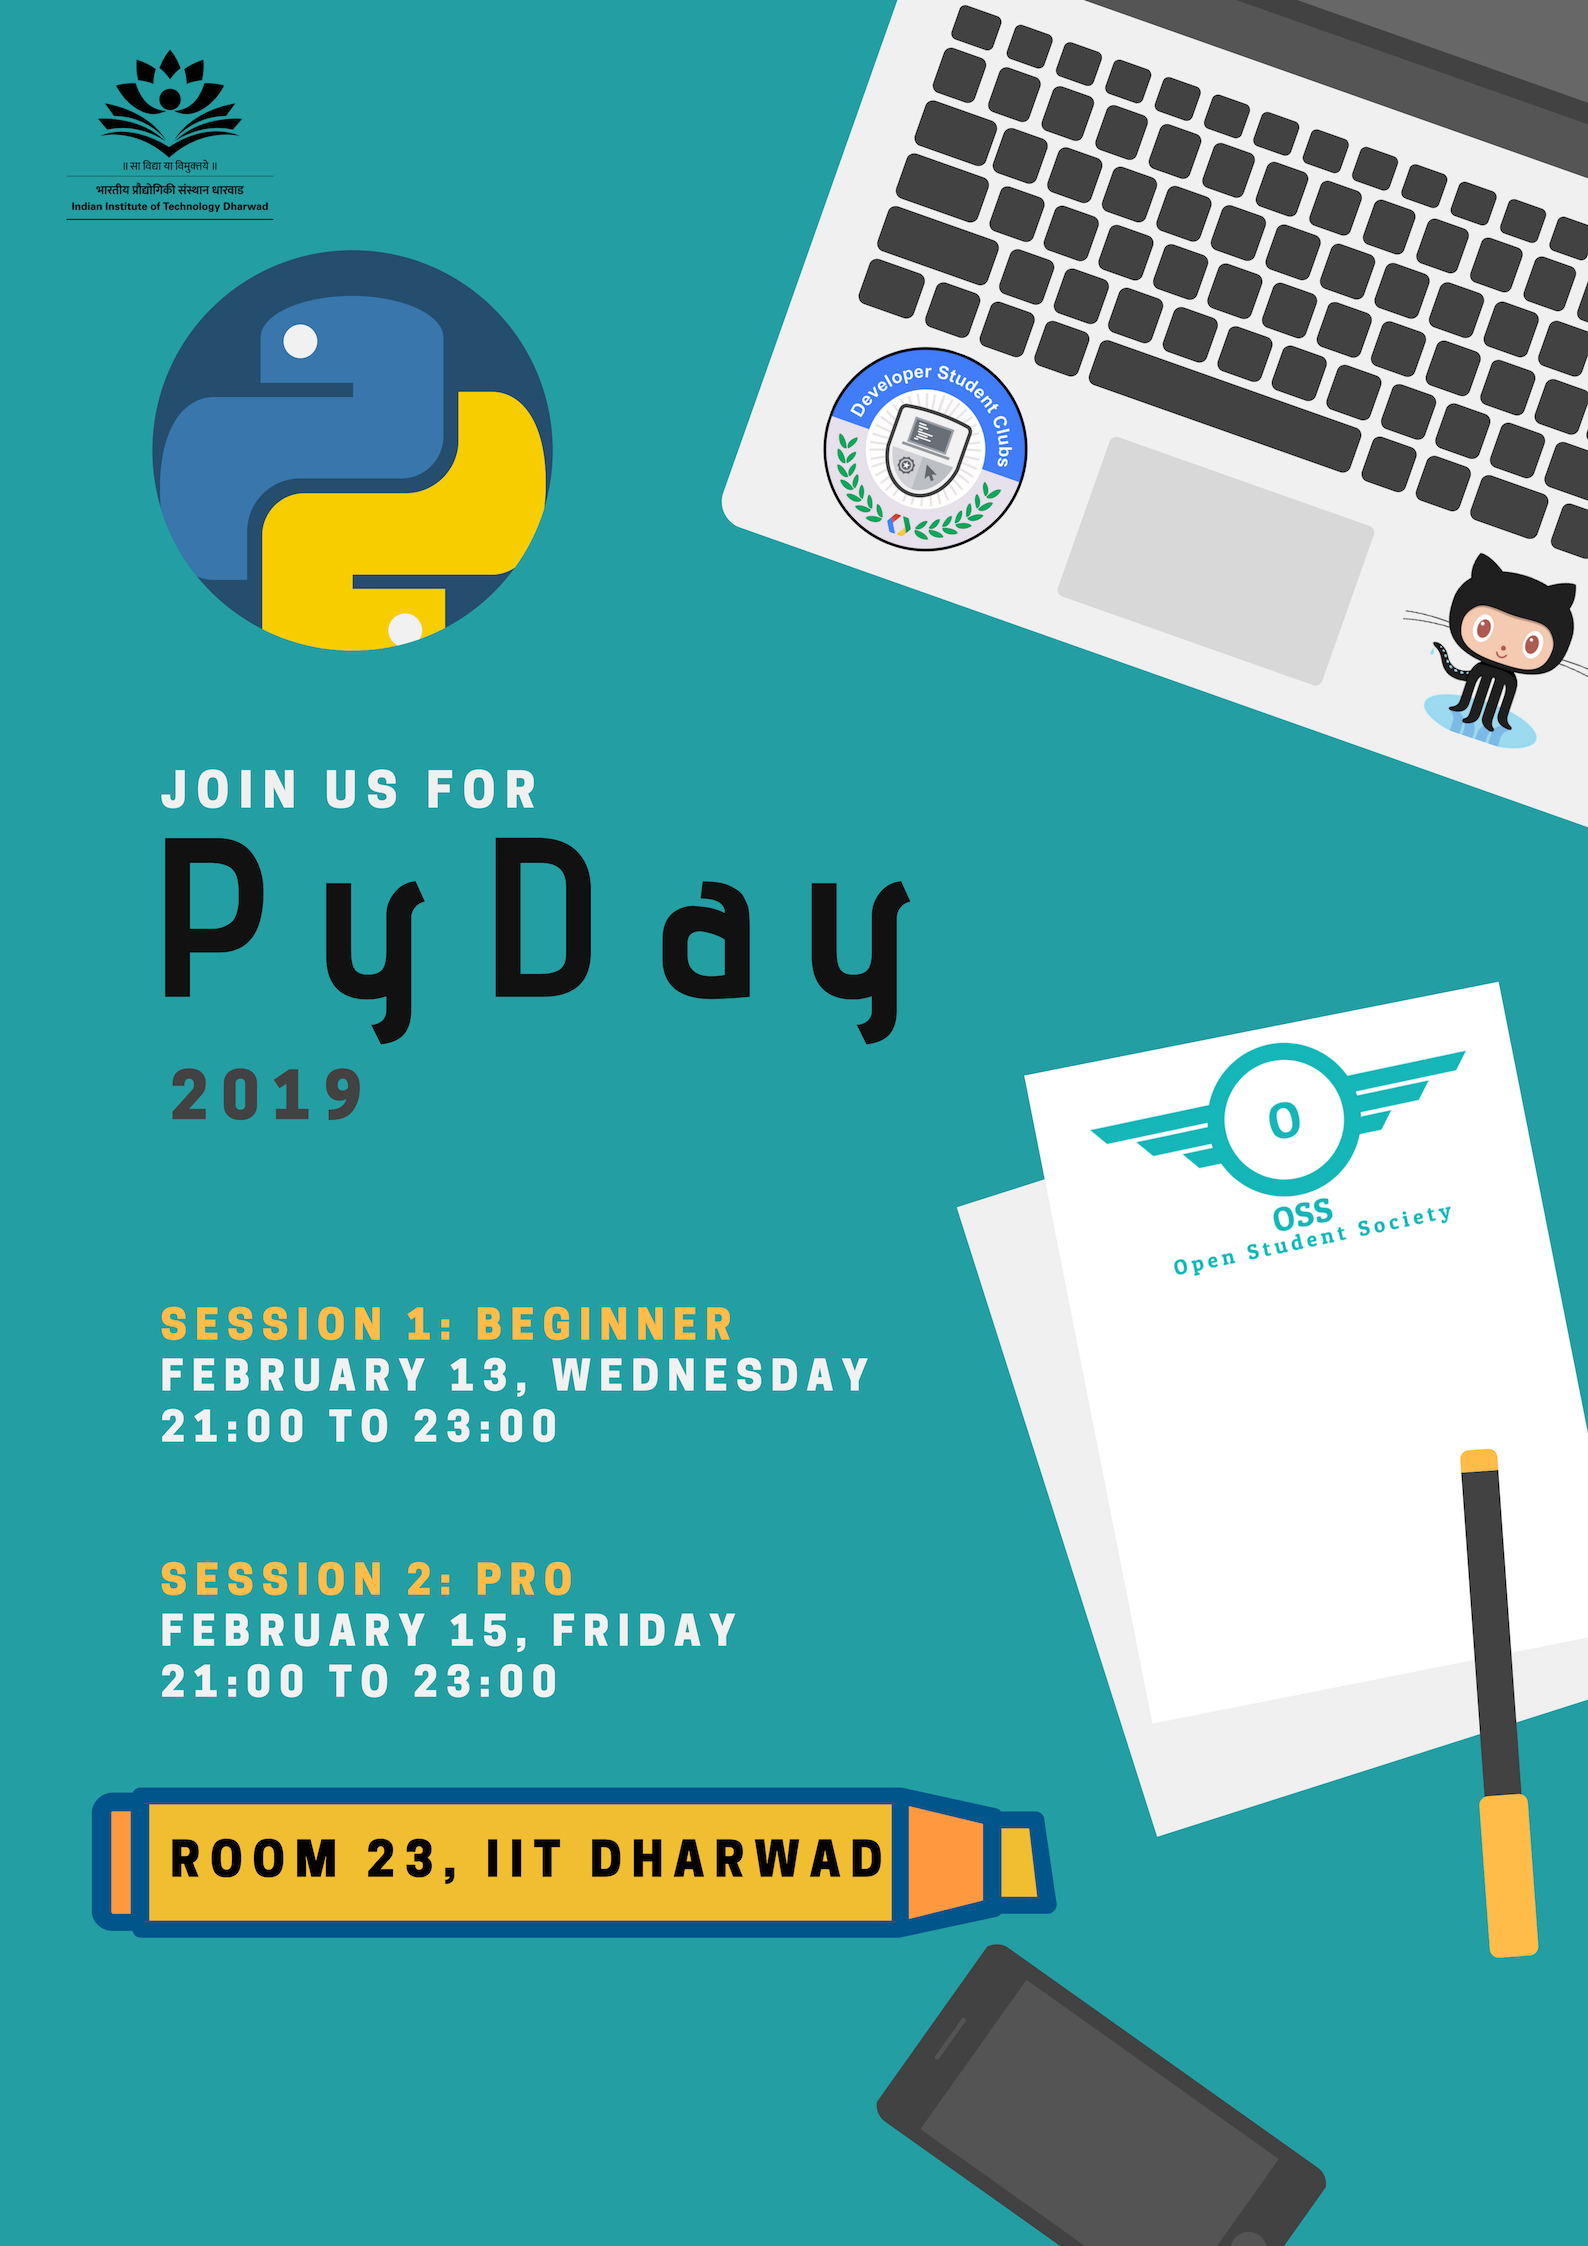 ॥ सा विद्या या विमुक्तये ॥
भारतीय प्रौद्योगिकी संस्थान धारवाड
Indian Institute of Technology Dharwad
Developer Student Clubs
JOIN US FOR
PyDay
2019
O
OSS
Open Student Society
SESSION 1: BEGINNER
FEBRUARY 13, WEDNESDAY
21:00 TO 23:00
SESSION 2: PRO
FEBRUARY 15, FRIDAY
21:00 TO 23:00
ROOM 23, IIT DHARWAD